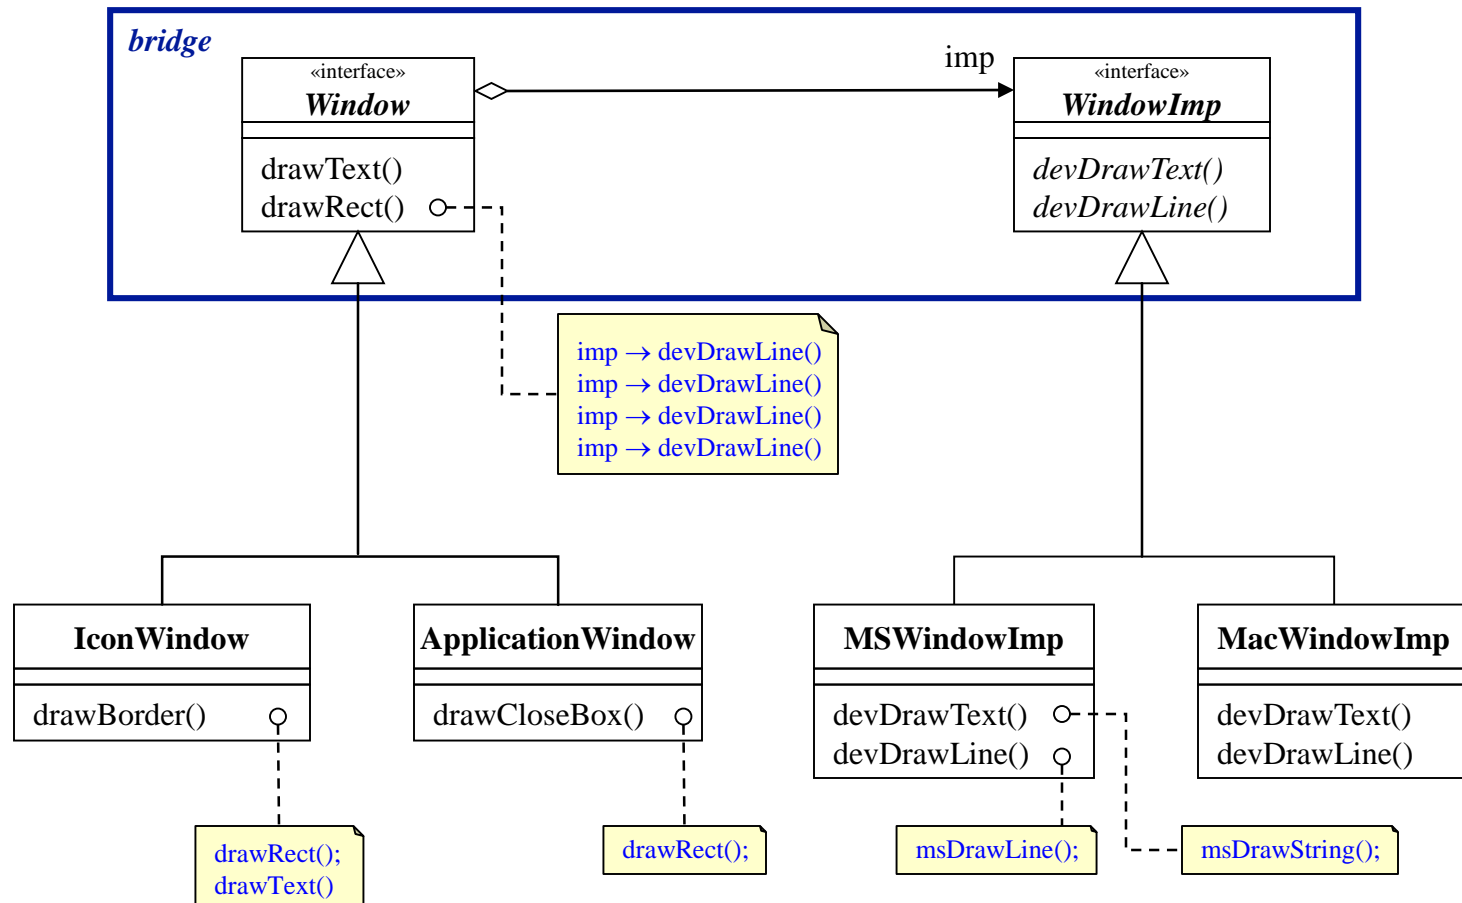 bridge
«interface»
Window
drawText()
drawRect()
imp
«interface»
WindowImp
devDrawText()
devDrawLine()
imp → devDrawLine()
imp → devDrawLine()
imp → devDrawLine()
imp → devDrawLine()
IconWindow
drawBorder()
ApplicationWindow
drawCloseBox()
MSWindowImp
devDrawText()
devDrawLine()
MacWindowImp
devDrawText()
devDrawLine()
drawRect();
drawText()
drawRect();
msDrawLine();
msDrawString();